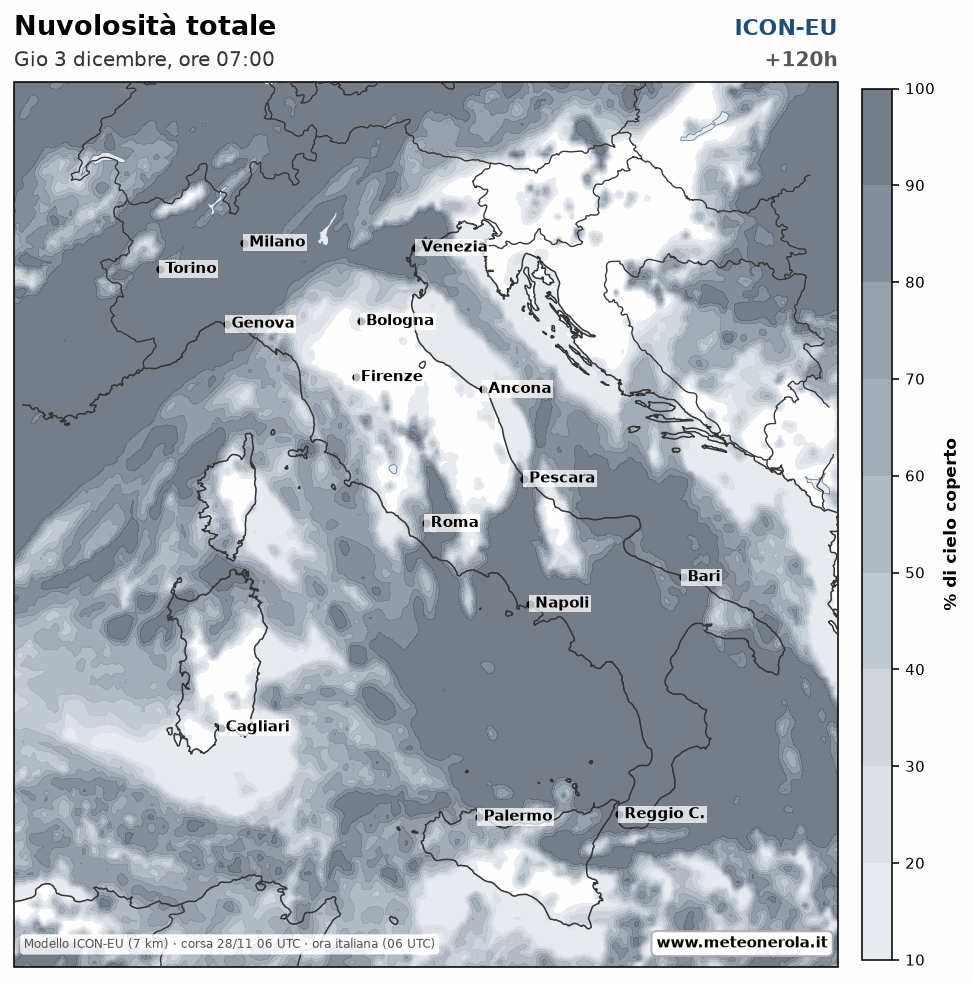 Nuvolosità totale
ICON-EU
Gio 3 dicembre, ore 07:00
+120h
100
90
80
70
60
50
40
30
20
10
% di cielo coperto
Milano
Venezia
Torino
Genova
Bologna
Firenze
Ancona
Pescara
Roma
Bari
Napoli
Cagliari
Palermo
Reggio C.
Modello ICON-EU (7 km) · corsa 28/11 06 UTC · ora italiana (06 UTC)
www.meteonerola.it